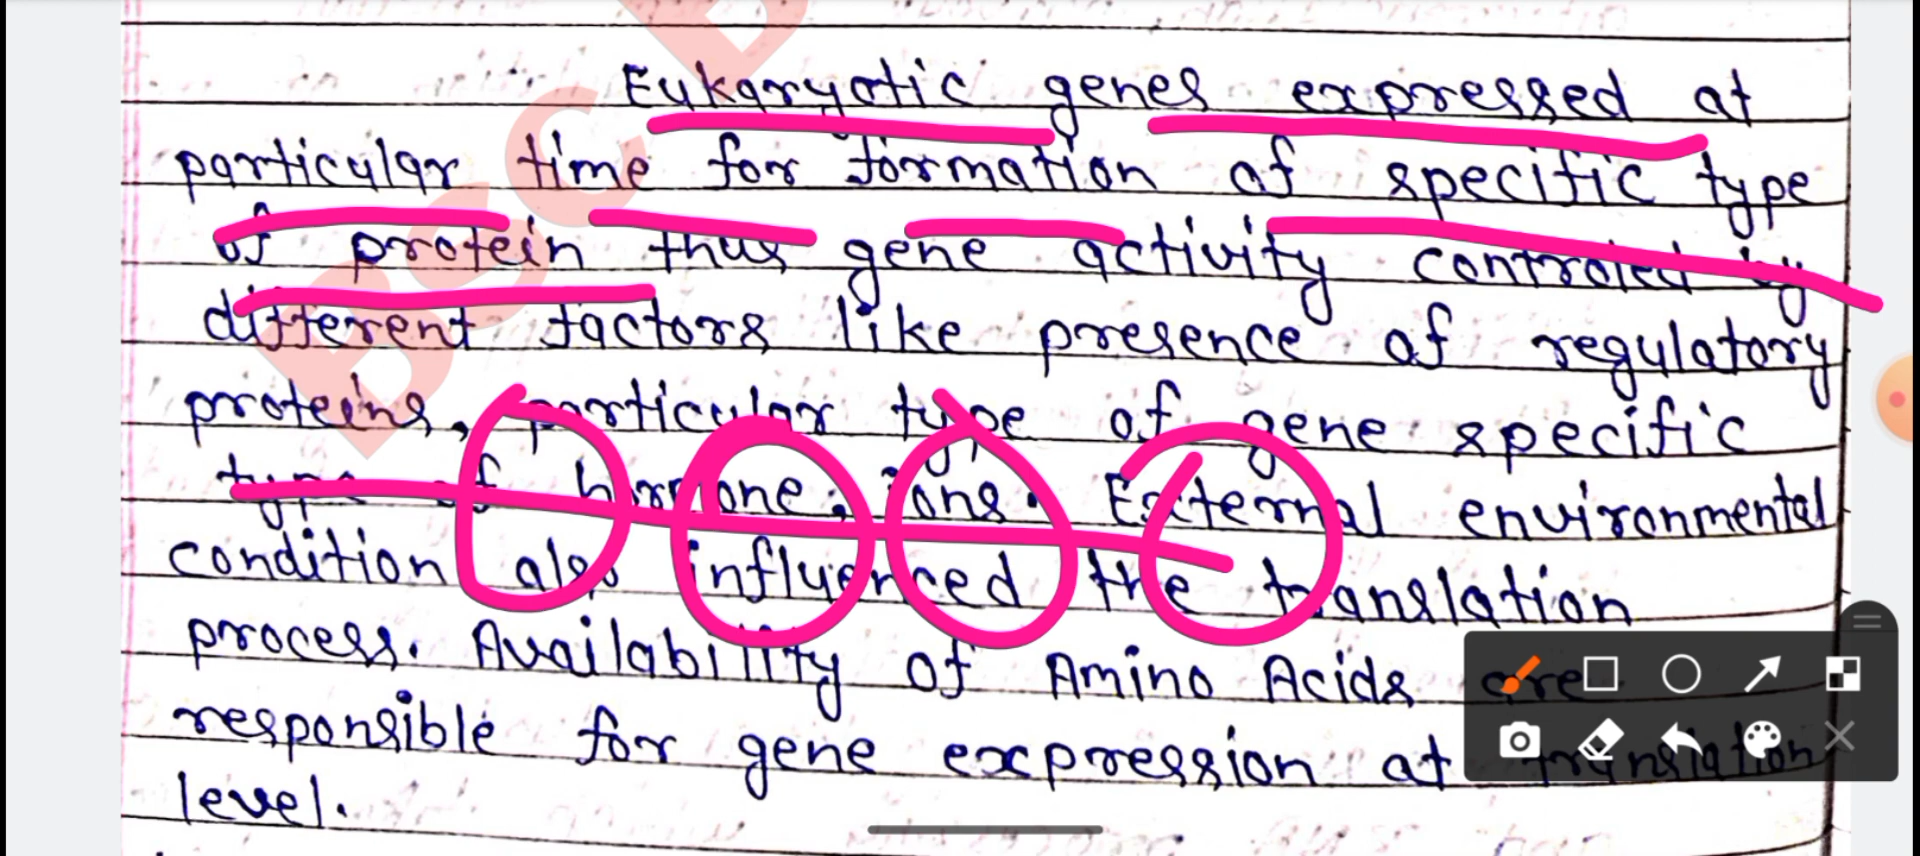 Eukaryotic genes expressed at
particular time for formation of specific type
of protein thus gene activity controled by
different factors like presence of regulatory
proteins, particular type of gene specific
type of hormone, ions. External environmental
condition also influenced the translation
process. Availability of Amino Acids are
responsible for gene expression at translation
level.